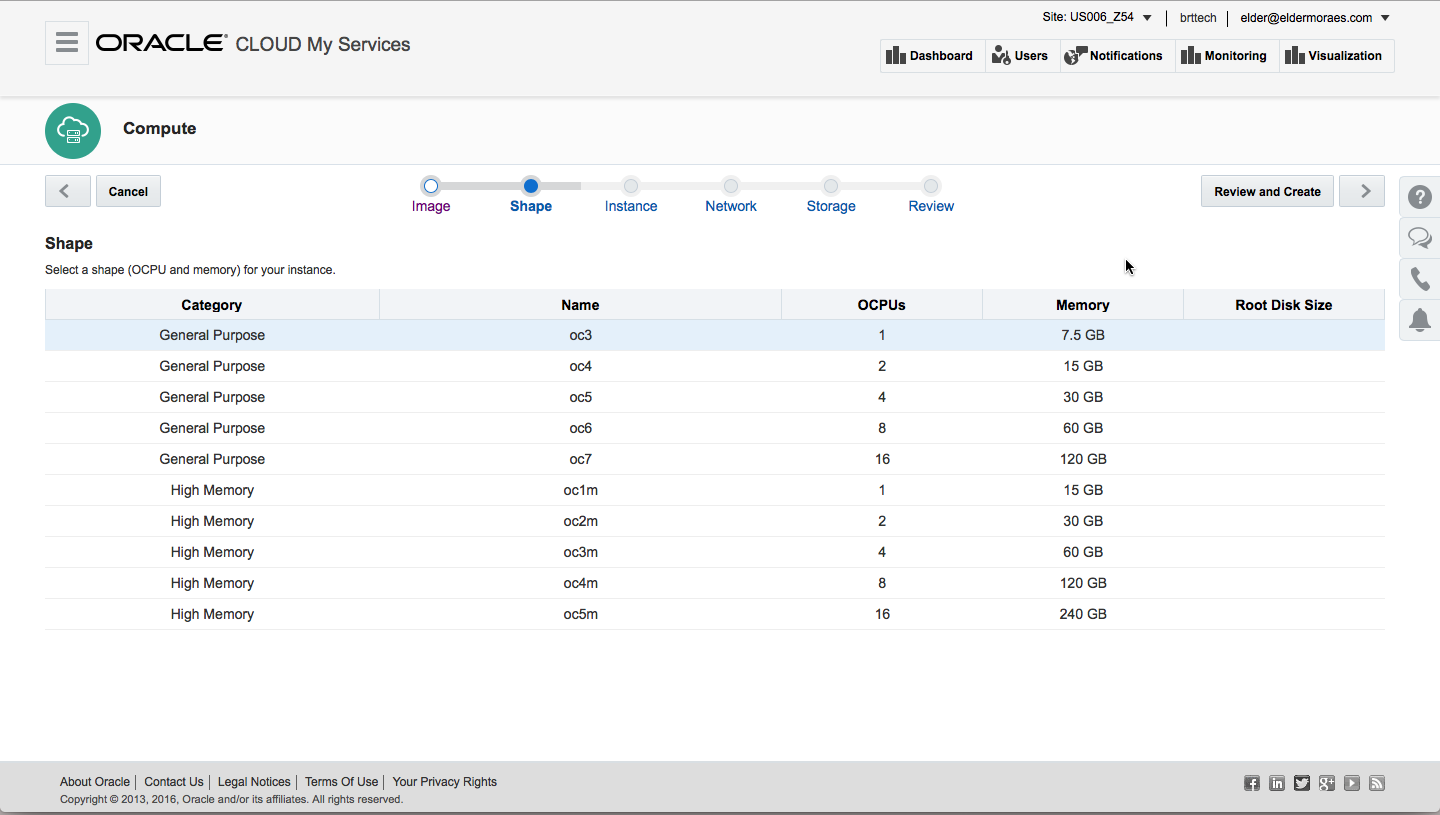 Site: US006_Z54 brttech elder@eldermoraes.com
ORACLE® CLOUD My Services
Dashboard Users Notifications Monitoring Visualization
Compute
Cancel
Image Shape Instance Network Storage Review
Review and Create
Shape
Select a shape (OCPU and memory) for your instance.
Category Name OCPUs Memory Root Disk Size
General Purpose oc3 1 7.5 GB
General Purpose oc4 2 15 GB
General Purpose oc5 4 30 GB
General Purpose oc6 8 60 GB
General Purpose oc7 16 120 GB
High Memory oc1m 1 15 GB
High Memory oc2m 2 30 GB
High Memory oc3m 4 60 GB
High Memory oc4m 8 120 GB
High Memory oc5m 16 240 GB
About Oracle Contact Us Legal Notices Terms Of Use Your Privacy Rights
Copyright © 2013, 2016, Oracle and/or its affiliates. All rights reserved.